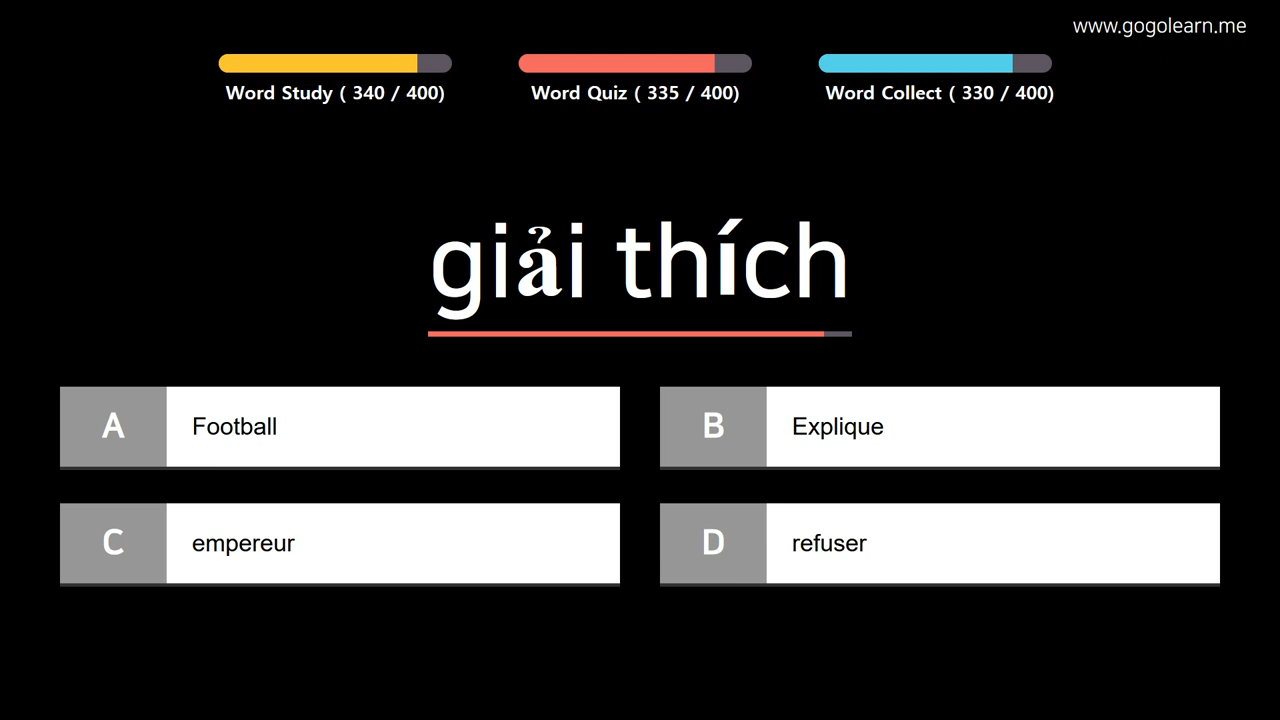 www.gogolearn.me
Word Study ( 340 / 400)
Word Quiz ( 335 / 400)
Word Collect ( 330 / 400)
giải thích
A Football
B Explique
C empereur
D refuser